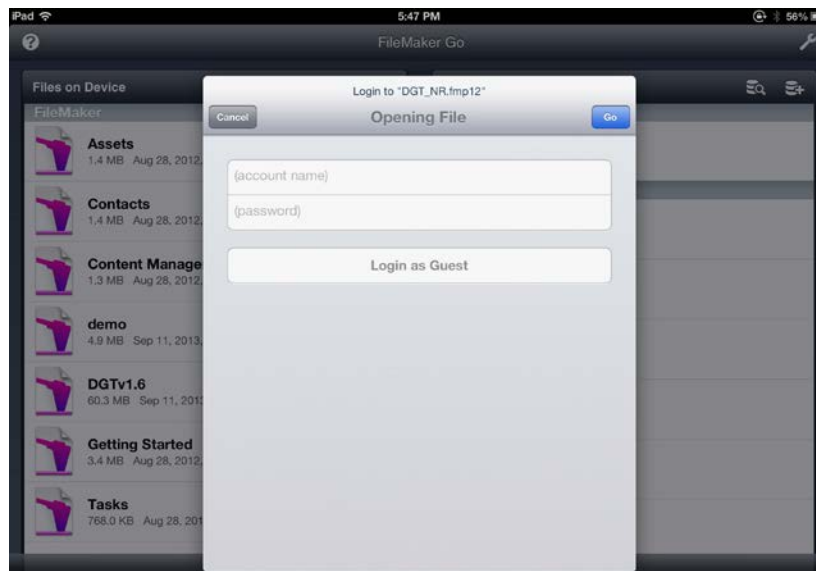 iPad 5:47 PM 56%
FileMaker Go
Files on Device
FileMaker
Login to "DGT_NR.fmp12"
Cancel Opening File Go
(account name)
(password)
Login as Guest
Assets
1.4 MB Aug 28, 2012,
Contacts
1.4 MB Aug 28, 2012,
Content Manage
1.3 MB Aug 28, 2012,
demo
4.9 MB Sep 11, 2013,
DGTv1.6
60.3 MB Sep 11, 201
Getting Started
3.4 MB Aug 28, 2012,
Tasks
768.0 KB Aug 28, 201